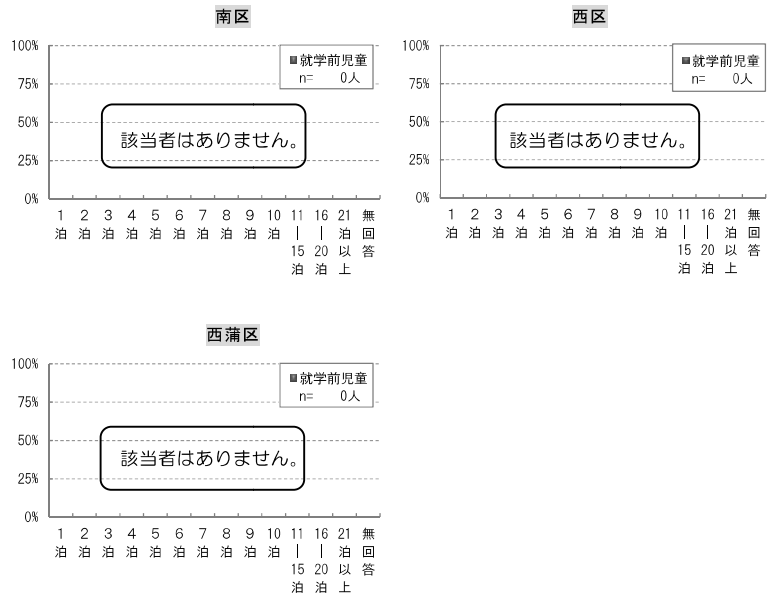 南区
100%
75%
50%
25%
0%
就学前児童
n= 0人
該当者はありません。
1泊 2泊 3泊 4泊 5泊 6泊 7泊 8泊 9泊 10泊 11|15泊 16|20泊 21泊以上 無回答
西区
100%
75%
50%
25%
0%
就学前児童
n= 0人
該当者はありません。
1泊 2泊 3泊 4泊 5泊 6泊 7泊 8泊 9泊 10泊 11|15泊 16|20泊 21泊以上 無回答
西蒲区
100%
75%
50%
25%
0%
就学前児童
n= 0人
該当者はありません。
1泊 2泊 3泊 4泊 5泊 6泊 7泊 8泊 9泊 10泊 11|15泊 16|20泊 21泊以上 無回答